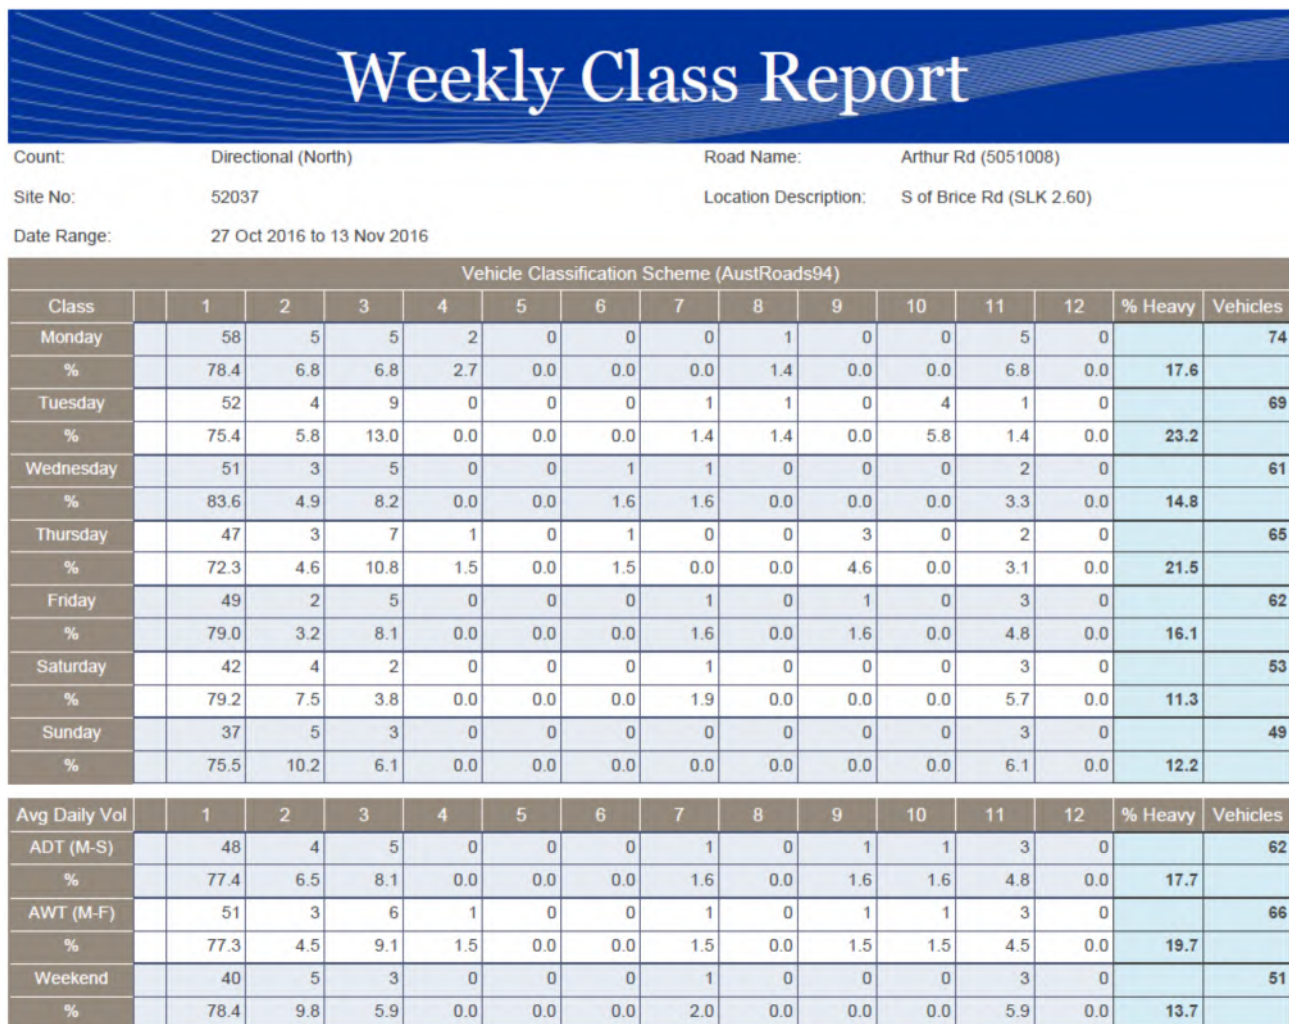 Weekly Class Report
Count: Directional (North) Road Name: Arthur Rd (5051008)
Site No: 52037 Location Description: S of Brice Rd (SLK 2.60)
Date Range: 27 Oct 2016 to 13 Nov 2016
Vehicle Classification Scheme (AustRoads94)
Class 1 2 3 4 5 6 7 8 9 10 11 12 % Heavy Vehicles
Monday 58 5 5 2 0 0 0 1 0 0 5 0 74
% 78.4 6.8 6.8 2.7 0.0 0.0 0.0 1.4 0.0 0.0 6.8 0.0 17.6
Tuesday 52 4 9 0 0 0 1 1 0 4 1 0 69
% 75.4 5.8 13.0 0.0 0.0 0.0 1.4 1.4 0.0 5.8 1.4 0.0 23.2
Wednesday 51 3 5 0 0 1 1 0 0 0 2 0 61
% 83.6 4.9 8.2 0.0 0.0 1.6 1.6 0.0 0.0 0.0 3.3 0.0 14.8
Thursday 47 3 7 1 0 1 0 0 3 0 2 0 65
% 72.3 4.6 10.8 1.5 0.0 1.5 0.0 0.0 4.6 0.0 3.1 0.0 21.5
Friday 49 2 5 0 0 0 1 0 1 0 3 0 62
% 79.0 3.2 8.1 0.0 0.0 0.0 1.6 0.0 1.6 0.0 4.8 0.0 16.1
Saturday 42 4 2 0 0 0 1 0 0 0 3 0 53
% 79.2 7.5 3.8 0.0 0.0 0.0 1.9 0.0 0.0 0.0 5.7 0.0 11.3
Sunday 37 5 3 0 0 0 0 0 0 0 3 0 49
% 75.5 10.2 6.1 0.0 0.0 0.0 0.0 0.0 0.0 0.0 6.1 0.0 12.2
Avg Daily Vol 1 2 3 4 5 6 7 8 9 10 11 12 % Heavy Vehicles
ADT (M-S) 48 4 5 0 0 0 1 0 1 1 3 0 62
% 77.4 6.5 8.1 0.0 0.0 0.0 1.6 0.0 1.6 1.6 4.8 0.0 17.7
AWT (M-F) 51 3 6 1 0 0 1 0 1 1 3 0 66
% 77.3 4.5 9.1 1.5 0.0 0.0 1.5 0.0 1.5 1.5 4.5 0.0 19.7
Weekend 40 5 3 0 0 0 1 0 0 0 3 0 51
% 78.4 9.8 5.9 0.0 0.0 0.0 2.0 0.0 0.0 0.0 5.9 0.0 13.7